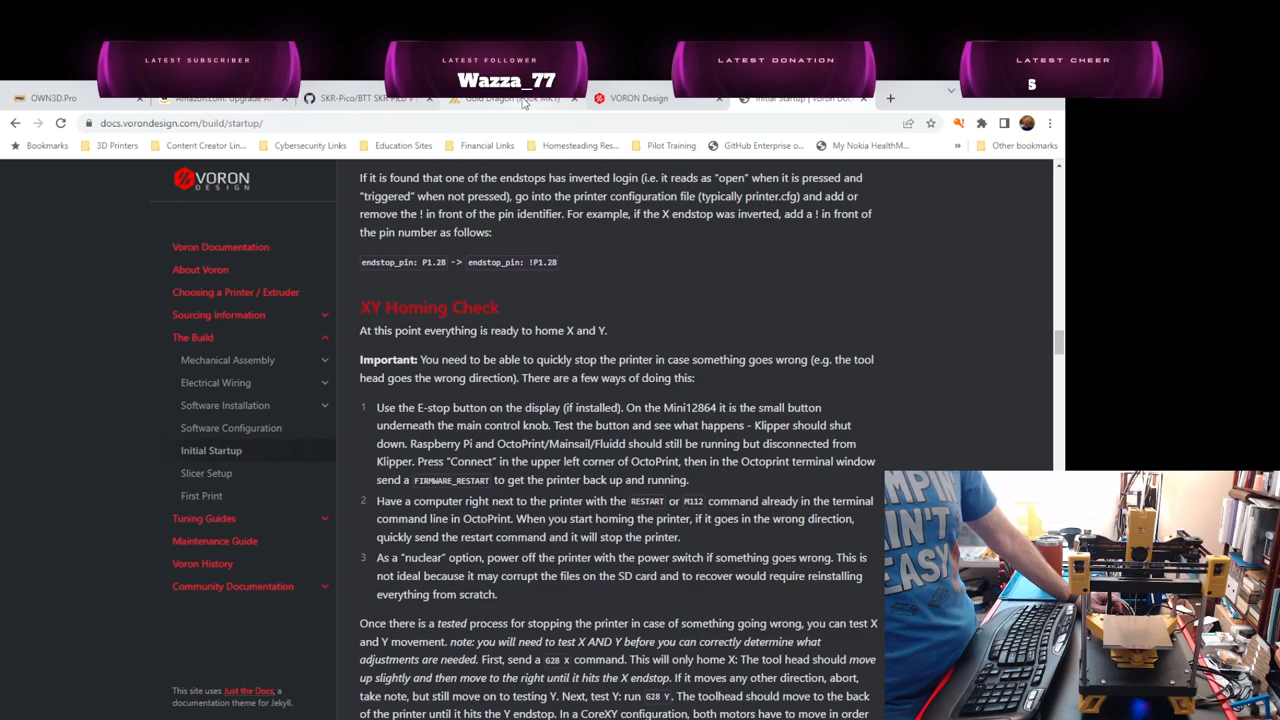 LATEST SUBSCRIBER
LATEST FOLLOWER
Wazza_77
LATEST DONATION
LATEST CHEER
S
OWN3D.Pro
Amazon.com: Upgrade
SKR-Pico/BTT SKR Pico V
Gold Dragon
VORON Design
Initial Startup | Voron Do
docs.vorondesign.com/build/startup/
Bookmarks
3D Printers
Content Creator Lin...
Cybersecurity Links
Education Sites
Financial Links
Homesteading Res...
Pilot Training
GitHub Enterprise o...
My Nokia HealthM...
»
Other bookmarks
VORON
DESIGN
Voron Documentation
About Voron
Choosing a Printer / Extruder
Sourcing Information
The Build
Mechanical Assembly
Electrical Wiring
Software Installation
Software Configuration
Initial Startup
Slicer Setup
First Print
Tuning Guides
Maintenance Guide
Voron History
Community Documentation
This site uses Just the Docs, a
documentation theme for Jekyll.
If it is found that one of the endstops has inverted login (i.e. it reads as “open” when it is pressed and
“triggered” when not pressed), go into the printer configuration file (typically printer.cfg) and add or
remove the ! in front of the pin identifier. For example, if the X endstop was inverted, add a ! in front of
the pin number as follows:
endstop_pin: P1.28 -> endstop_pin: !P1.28
XY Homing Check
At this point everything is ready to home X and Y.
Important: You need to be able to quickly stop the printer in case something goes wrong (e.g. the tool
head goes the wrong direction). There are a few ways of doing this:
1 Use the E-stop button on the display (if installed). On the Mini12864 it is the small button
underneath the main control knob. Test the button and see what happens - Klipper should shut
down. Raspberry Pi and OctoPrint/Mainsail/Fluidd should still be running but disconnected from
Klipper. Press “Connect” in the upper left corner of OctoPrint, then in the Octoprint terminal window
send a FIRMWARE_RESTART to get the printer back up and running.
2 Have a computer right next to the printer with the RESTART or M112 command already in the terminal
command line in OctoPrint. When you start homing the printer, if it goes in the wrong direction,
quickly send the restart command and it will stop the printer.
3 As a “nuclear” option, power off the printer with the power switch if something goes wrong. This is
not ideal because it may corrupt the files on the SD card and to recover would require reinstalling
everything from scratch.
Once there is a tested process for stopping the printer in case of something going wrong, you can test X
and Y movement. note: you will need to test X AND Y before you can correctly determine what
adjustments are needed. First, send a G28 X command. This will only home X: The tool head should move
up slightly and then move to the right until it hits the X endstop. If it moves any other direction, abort,
take note, but still move on to testing Y. Next, test Y: run G28 Y. The toolhead should move to the back
of the printer until it hits the Y endstop. In a CoreXY configuration, both motors have to move in order
EASY